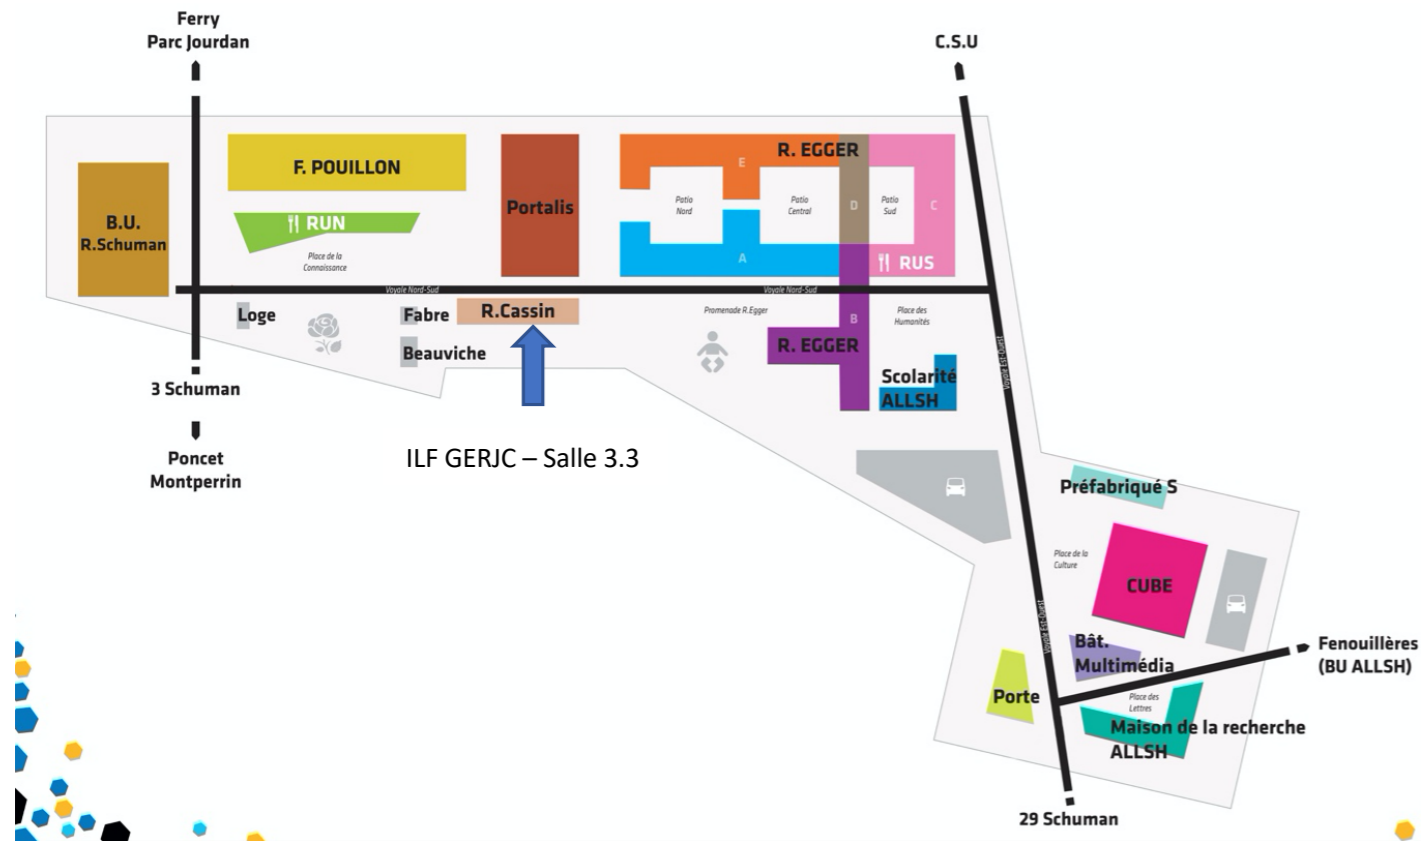 Ferry
Parc Jourdan
C.S.U
F. POUILLON
B.U.
R.Schuman
RUN
Place de la
Connaissance
Portalis
R. EGGER
E
Patio
Nord
Patio
Central
D
Patio
Sud
C
A
RUS
Voyale Nord-Sud
Voyale Nord-Sud
Loge
Fabre
R.Cassin
Beauviche
Promenade R.Egger
B
Place des
Humanités
R. EGGER
Scolarité
ALLSH
Voyale Est-Ouest
3 Schuman
Poncet
Montperrin
ILF GERJC – Salle 3.3
Préfabriqué S
Place de la
Culture
CUBE
Voyale Est-Ouest
Bât.
Multimédia
Fenouillères
(BU ALLSH)
Porte
Place des
Lettres
Maison de la recherche
ALLSH
29 Schuman